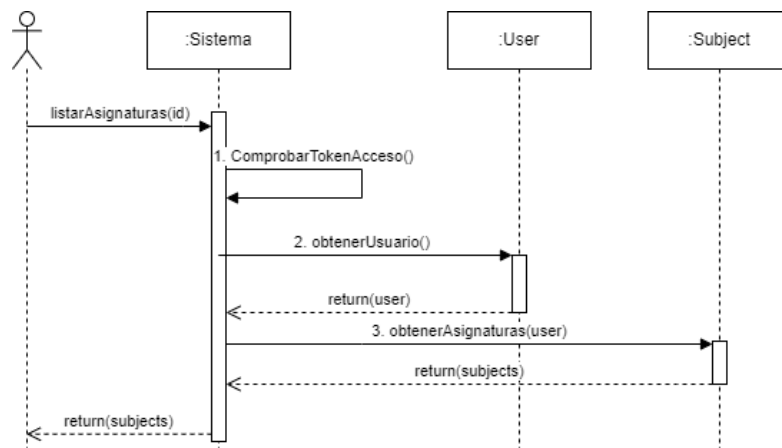 :Sistema
:User
:Subject
listarAsignaturas(id)
1. ComprobarTokenAcceso()
2. obtenerUsuario()
return(user)
3. obtenerAsignaturas(user)
return(subjects)
return(subjects)